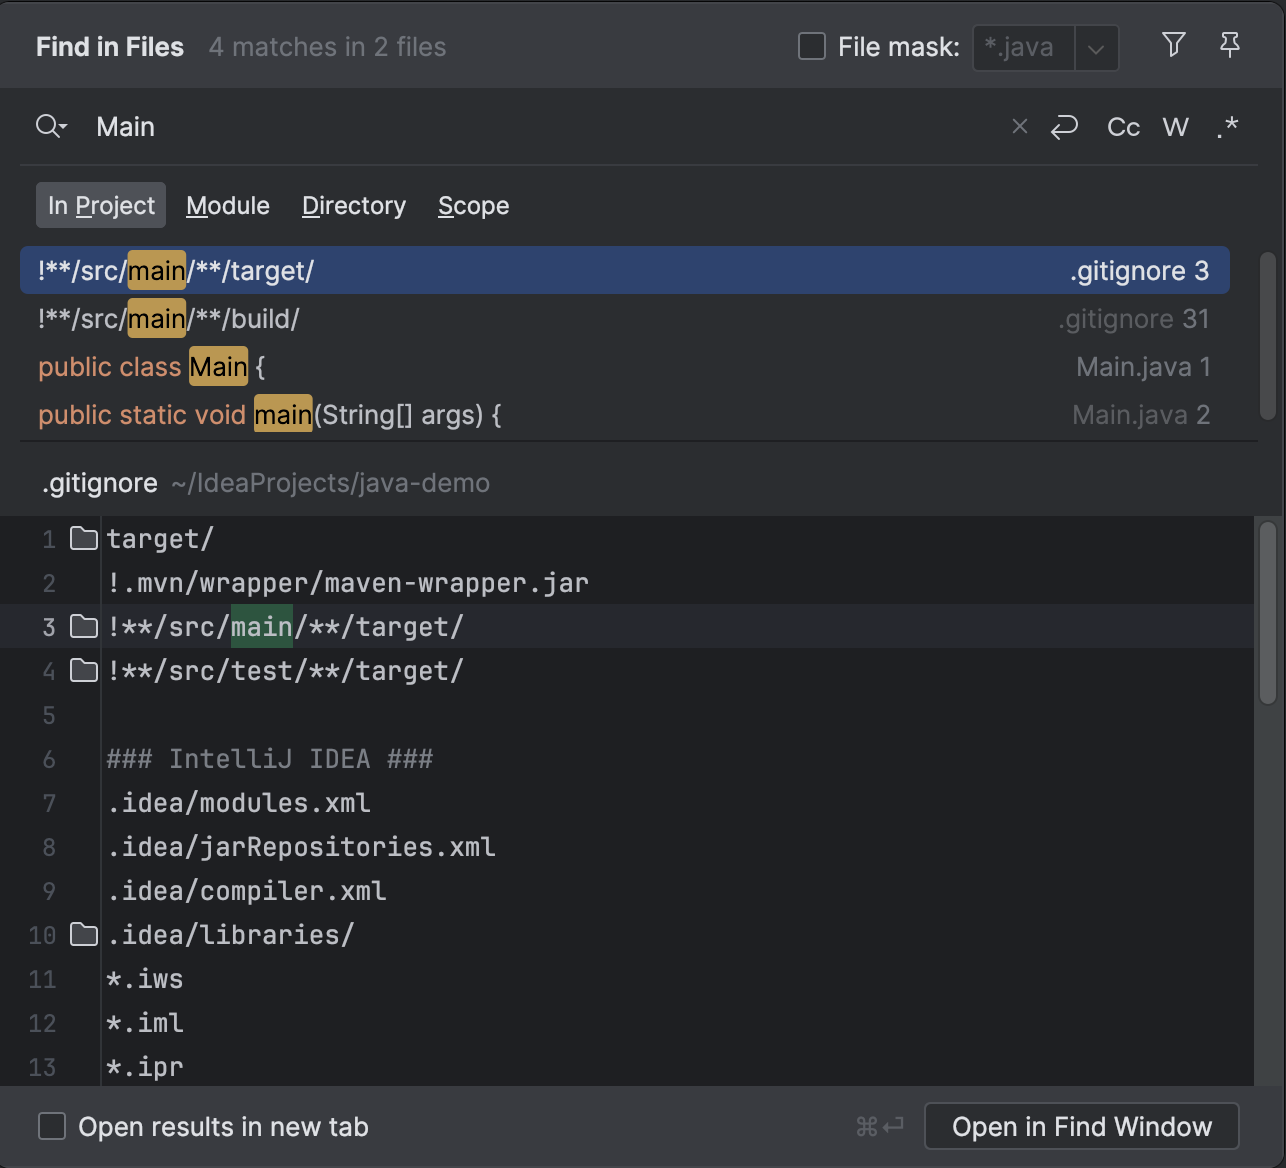 Find in Files 4 matches in 2 files File mask: *.java
Main Cc W .*
In Project Module Directory Scope
!**/src/main/**/target/ .gitignore 3
!**/src/main/**/build/ .gitignore 31
public class Main { Main.java 1
public static void main(String[] args) { Main.java 2
.gitignore ~/IdeaProjects/java-demo
1 target/
2 !.mvn/wrapper/maven-wrapper.jar
3 !**/src/main/**/target/
4 !**/src/test/**/target/
5
6 ### IntelliJ IDEA ###
7 .idea/modules.xml
8 .idea/jarRepositories.xml
9 .idea/compiler.xml
10 .idea/libraries/
11 *.iws
12 *.iml
13 *.ipr
Open results in new tab ⌘↩ Open in Find Window